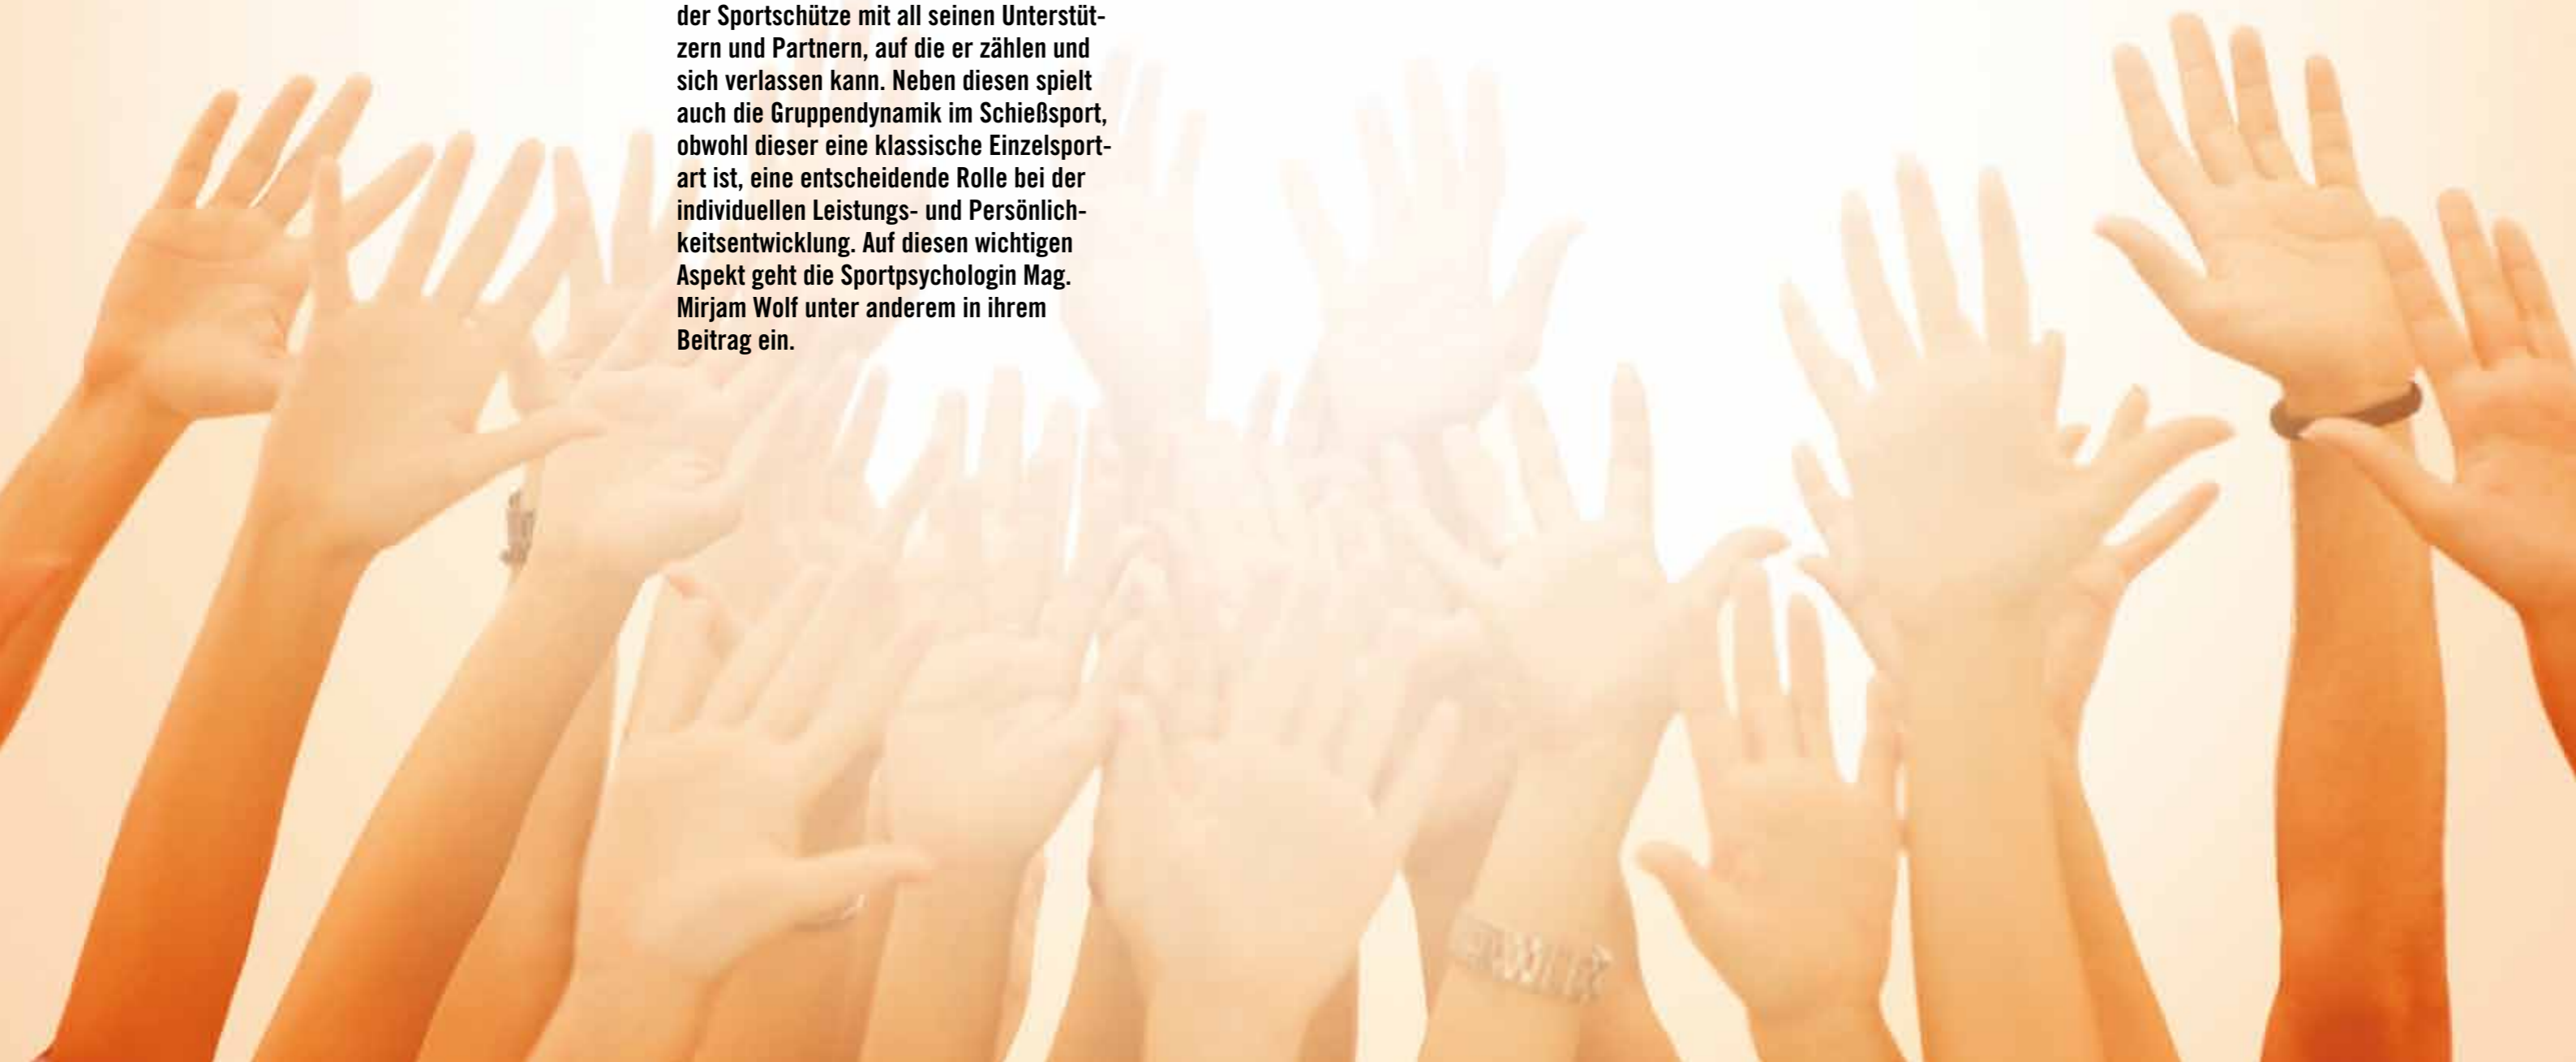 der Sportschütze mit all seinen Unterstüt-
zern und Partnern, auf die er zählen und
sich verlassen kann. Neben diesen spielt
auch die Gruppendynamik im Schießsport,
obwohl dieser eine klassische Einzelsport-
art ist, eine entscheidende Rolle bei der
individuellen Leistungs- und Persönlich-
keitsentwicklung. Auf diesen wichtigen
Aspekt geht die Sportpsychologin Mag.
Mirjam Wolf unter anderem in ihrem
Beitrag ein.